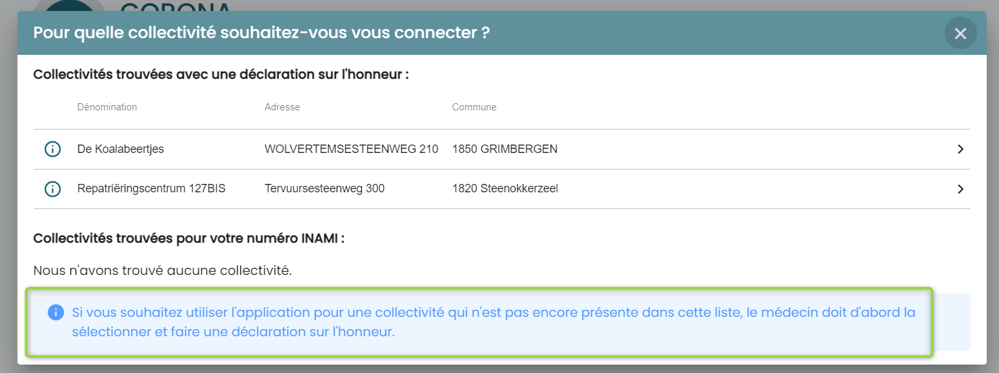 CORONA
Pour quelle collectivité souhaitez-vous vous connecter ?
Collectivités trouvées avec une déclaration sur l'honneur :
Dénomination Adresse Commune
De Koalabeertjes WOLVERTEMSESTEENWEG 210 1850 GRIMBERGEN
Repatriëringscentrum 127BIS Tervuursesteenweg 300 1820 Steenokkerzeel
Collectivités trouvées pour votre numéro INAMI :
Nous n'avons trouvé aucune collectivité.
Si vous souhaitez utiliser l'application pour une collectivité qui n'est pas encore présente dans cette liste, le médecin doit d'abord la
sélectionner et faire une déclaration sur l'honneur.